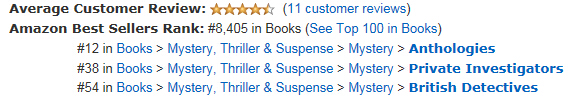 Average Customer Review: (11 customer reviews)
Amazon Best Sellers Rank: #8,405 in Books (See Top 100 in Books)
#12 in Books > Mystery, Thriller & Suspense > Mystery > Anthologies
#38 in Books > Mystery, Thriller & Suspense > Mystery > Private Investigators
#54 in Books > Mystery, Thriller & Suspense > Mystery > British Detectives